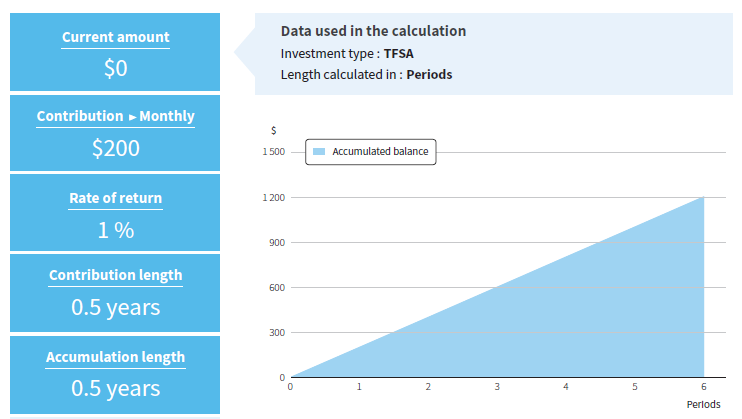 Current amount
$0
Contribution ► Monthly
$200
Rate of return
1 %
Contribution length
0.5 years
Accumulation length
0.5 years
Data used in the calculation
Investment type : TFSA
Length calculated in : Periods
$
Accumulated balance
1 500
1 200
900
600
300
0
0 1 2 3 4 5 6
Periods